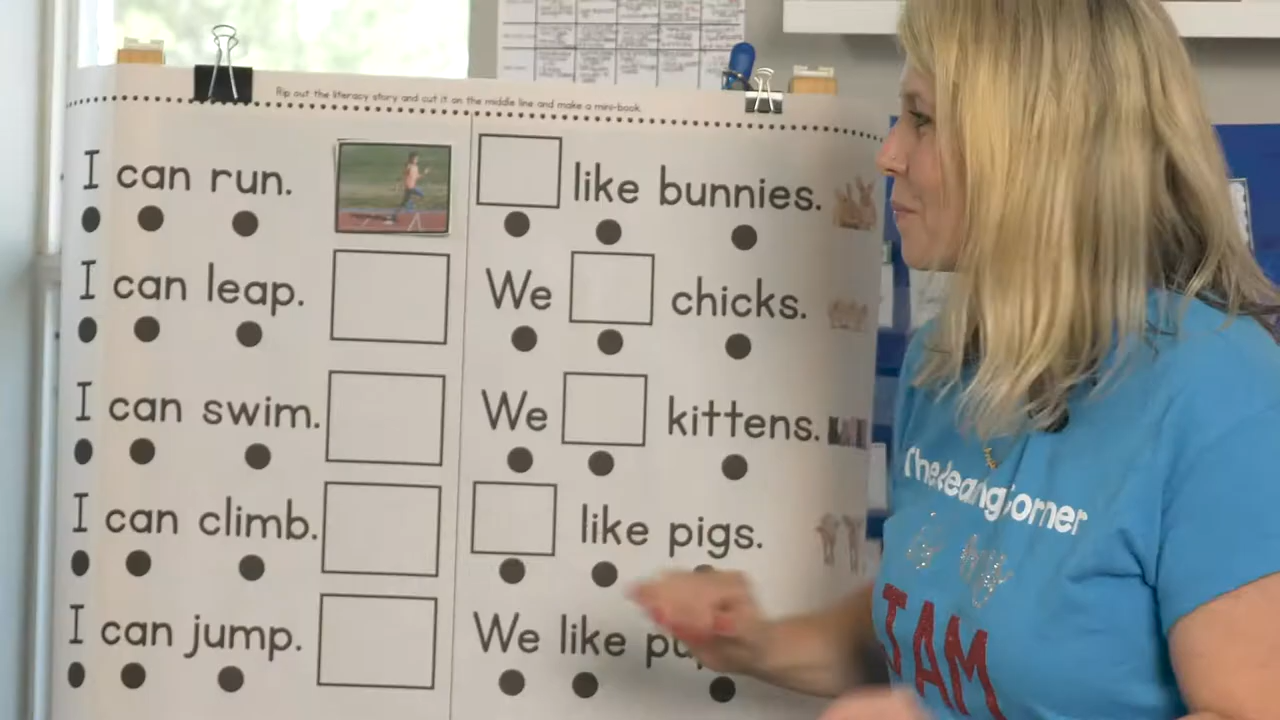 Rip out the literacy story and cut it on the middle line and make a mini-book.
I can run.
I can leap.
I can swim.
I can climb.
I can jump.
like bunnies.
We chicks.
We kittens.
like pigs.
We like
JAM